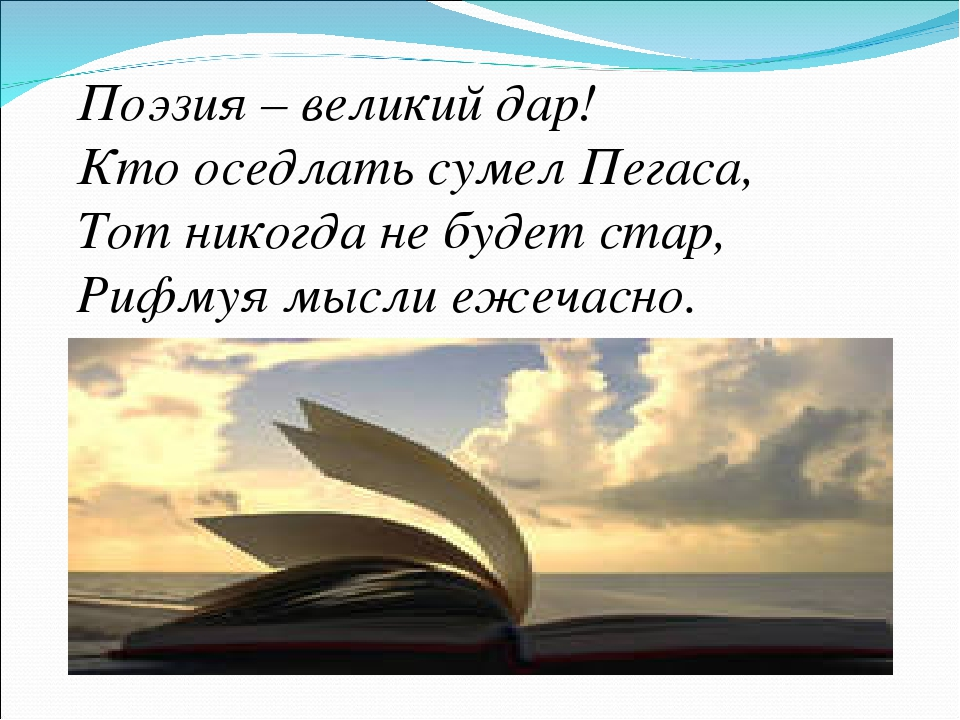 Поэзия – великий дар!
Кто оседлать сумел Пегаса,
Тот никогда не будет стар,
Рифмуя мысли ежечасно.